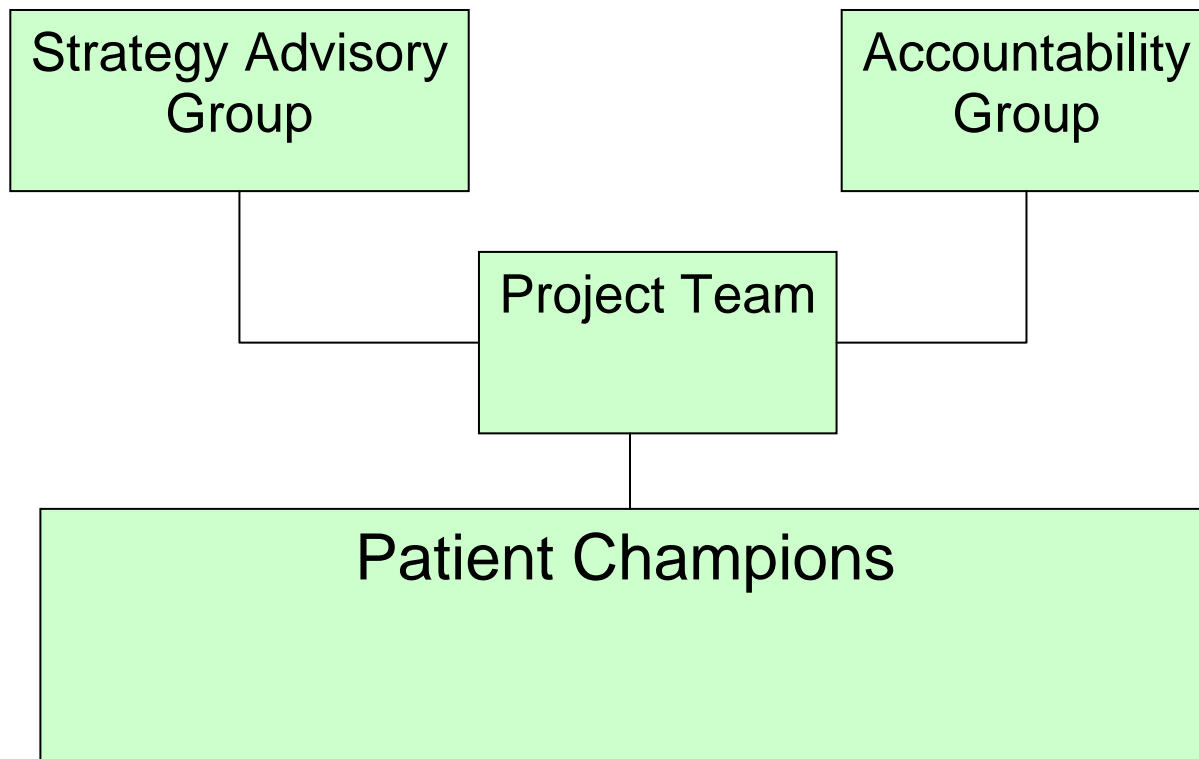 Strategy Advisory
Group
Accountability
Group
Project Team
Patient Champions